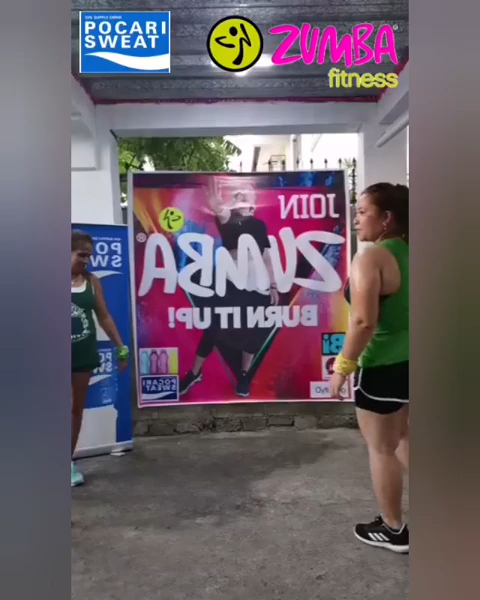 POCARI
SWEAT
ZUMBA
fitness
JOIN
ZUMBA®
BURN IT UP!
POCARI
SWEAT